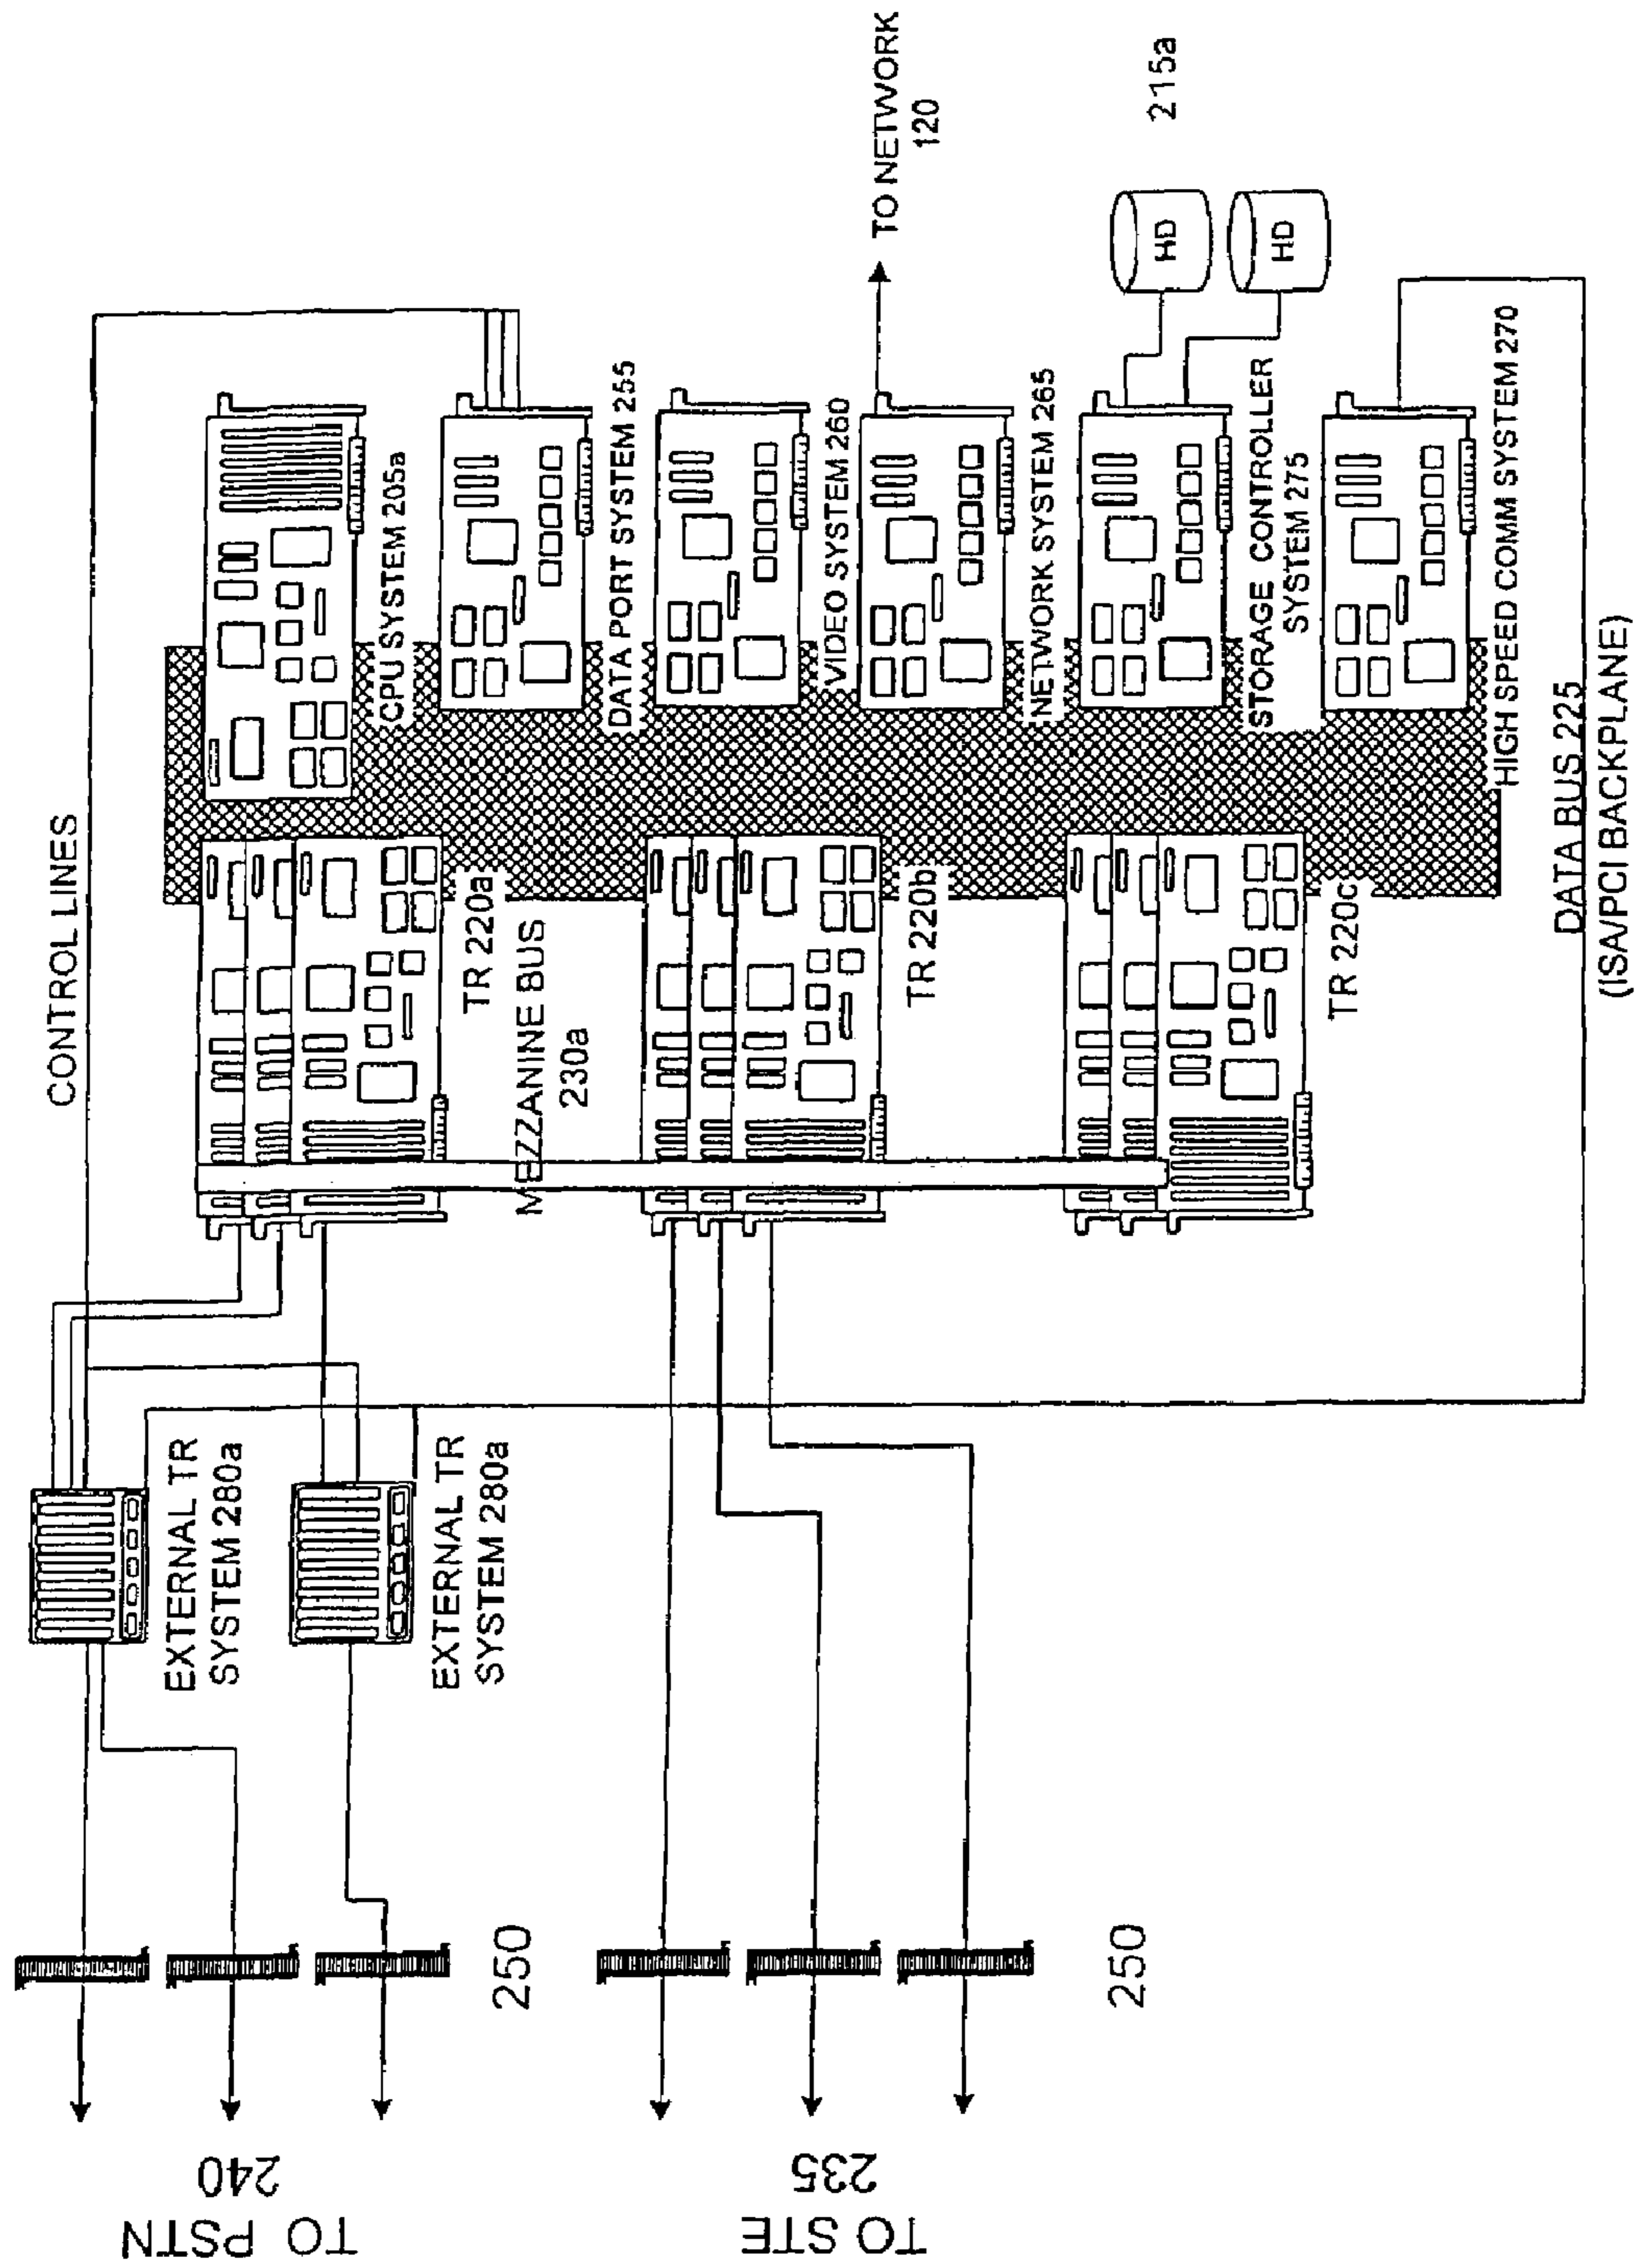 CONTROL LINES
CPU SYSTEM 205a
DATA PORT SYSTEM 255
VIDEO SYSTEM 260
NETWORK SYSTEM 265
STORAGE CONTROLLER
SYSTEM 275
HIGH SPEED COMM SYSTEM 270
DATA BUS 225
(ISA/PCI BACKPLANE)
TO NETWORK
120
HD
HD
215a
TR 220a
MEZZANINE BUS
230a
TR 220b
TR 220c
EXTERNAL TR
SYSTEM 280a
EXTERNAL TR
SYSTEM 280a
250
250
240
TO PSTN
235
TO STE